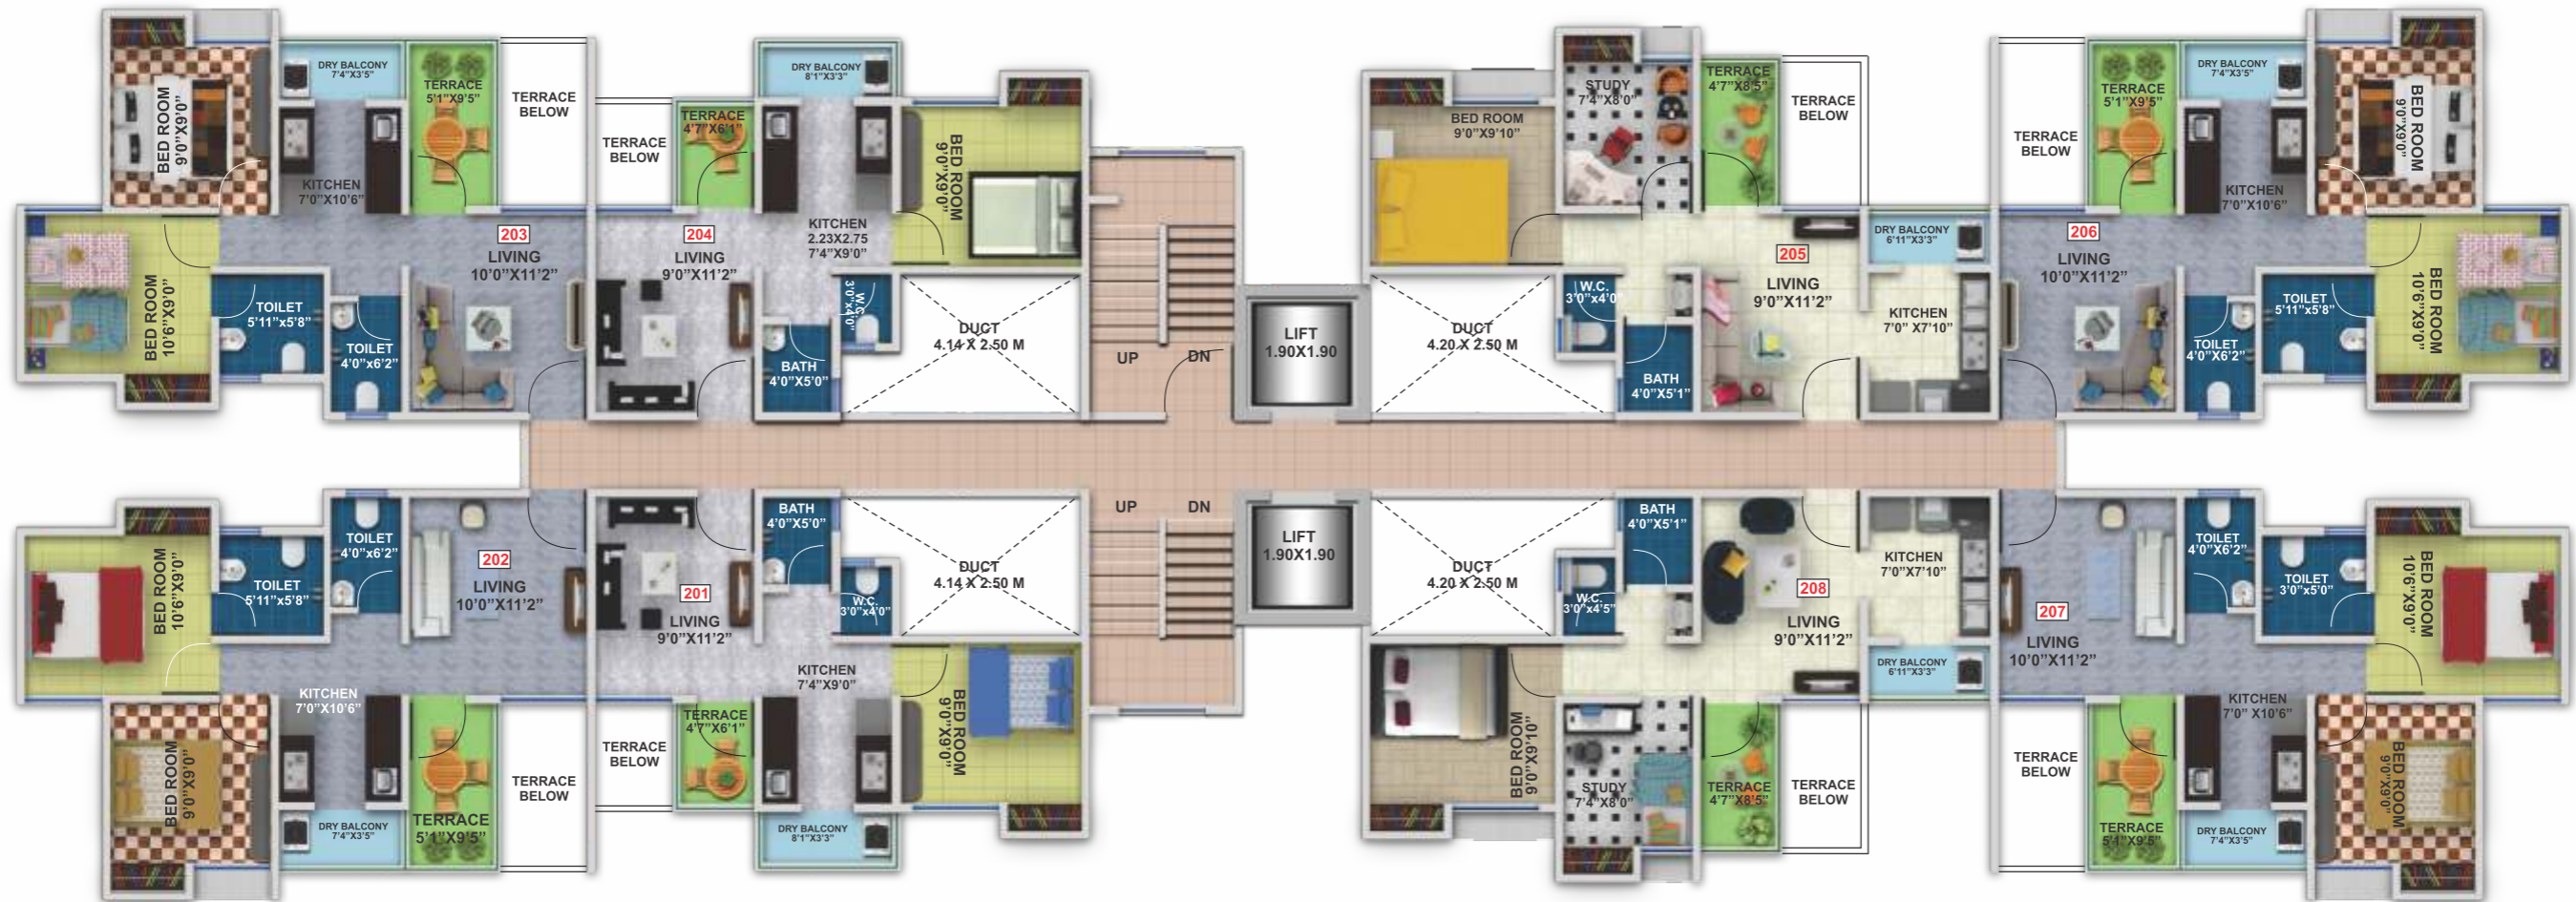 BED ROOM
9'0"X9'0"
DRY BALCONY
7'4"X3'5"
TERRACE
5'1"X9'5"
TERRACE
BELOW
KITCHEN
7'0"X10'6"
BED ROOM
10'6"X9'0"
TOILET
5'11"x5'8"
TOILET
4'0"x6'2"
203
LIVING
10'0"X11'2"
TERRACE
BELOW
TERRACE
4'7"X6'1"
DRY BALCONY
8'1"X3'3"
204
LIVING
9'0"X11'2"
KITCHEN
2.23X2.75
7'4"X9'0"
BED ROOM
9'0"X9'0"
W.C.
3'0"x4'0"
BATH
4'0"X5'0"
DUCT
4.14 X 2.50 M
UP
DN
LIFT
1.90X1.90
BED ROOM
9'0"X9'10"
STUDY
7'4"X8'0"
TERRACE
4'7"X8'5"
TERRACE
BELOW
DUCT
4.20 X 2.50 M
W.C.
3'0"x4'0"
BATH
4'0"X5'1"
205
LIVING
9'0"X11'2"
DRY BALCONY
6'11"X3'3"
KITCHEN
7'0" X7'10"
TERRACE
BELOW
TERRACE
5'1"X9'5"
DRY BALCONY
7'4"X3'5"
BED ROOM
9'0"X9'0"
KITCHEN
7'0"X10'6"
206
LIVING
10'0"X11'2"
TOILET
4'0"X6'2"
TOILET
5'11"x5'8"
BED ROOM
10'6"X9'0"
BED ROOM
10'6"X9'0"
TOILET
5'11"x5'8"
TOILET
4'0"x6'2"
202
LIVING
10'0"X11'2"
KITCHEN
7'0"X10'6"
BED ROOM
9'0"X9'0"
DRY BALCONY
7'4"X3'5"
TERRACE
5'1"X9'5"
TERRACE
BELOW
201
LIVING
9'0"X11'2"
BATH
4'0"X5'0"
W.C.
3'0"x4'0"
DUCT
4.14 X 2.50 M
KITCHEN
7'4"X9'0"
TERRACE
4'7"X6'1"
TERRACE
BELOW
BED ROOM
9'0"X9'0"
DRY BALCONY
8'1"X3'3"
UP
DN
LIFT
1.90X1.90
DUCT
4.20 X 2.50 M
BATH
4'0"X5'1"
W.C.
3'0"x4'5"
208
LIVING
9'0"X11'2"
KITCHEN
7'0"X7'10"
DRY BALCONY
6'11"X3'3"
BED ROOM
9'0"X9'10"
STUDY
7'4"X8'0"
TERRACE
4'7"X8'5"
TERRACE
BELOW
207
LIVING
10'0"X11'2"
TOILET
4'0"X6'2"
TOILET
3'0"x5'0"
BED ROOM
10'6"X9'0"
KITCHEN
7'0" X10'6"
TERRACE
BELOW
TERRACE
5'1"X9'5"
DRY BALCONY
7'4"X3'5"
BED ROOM
9'0"X9'0"